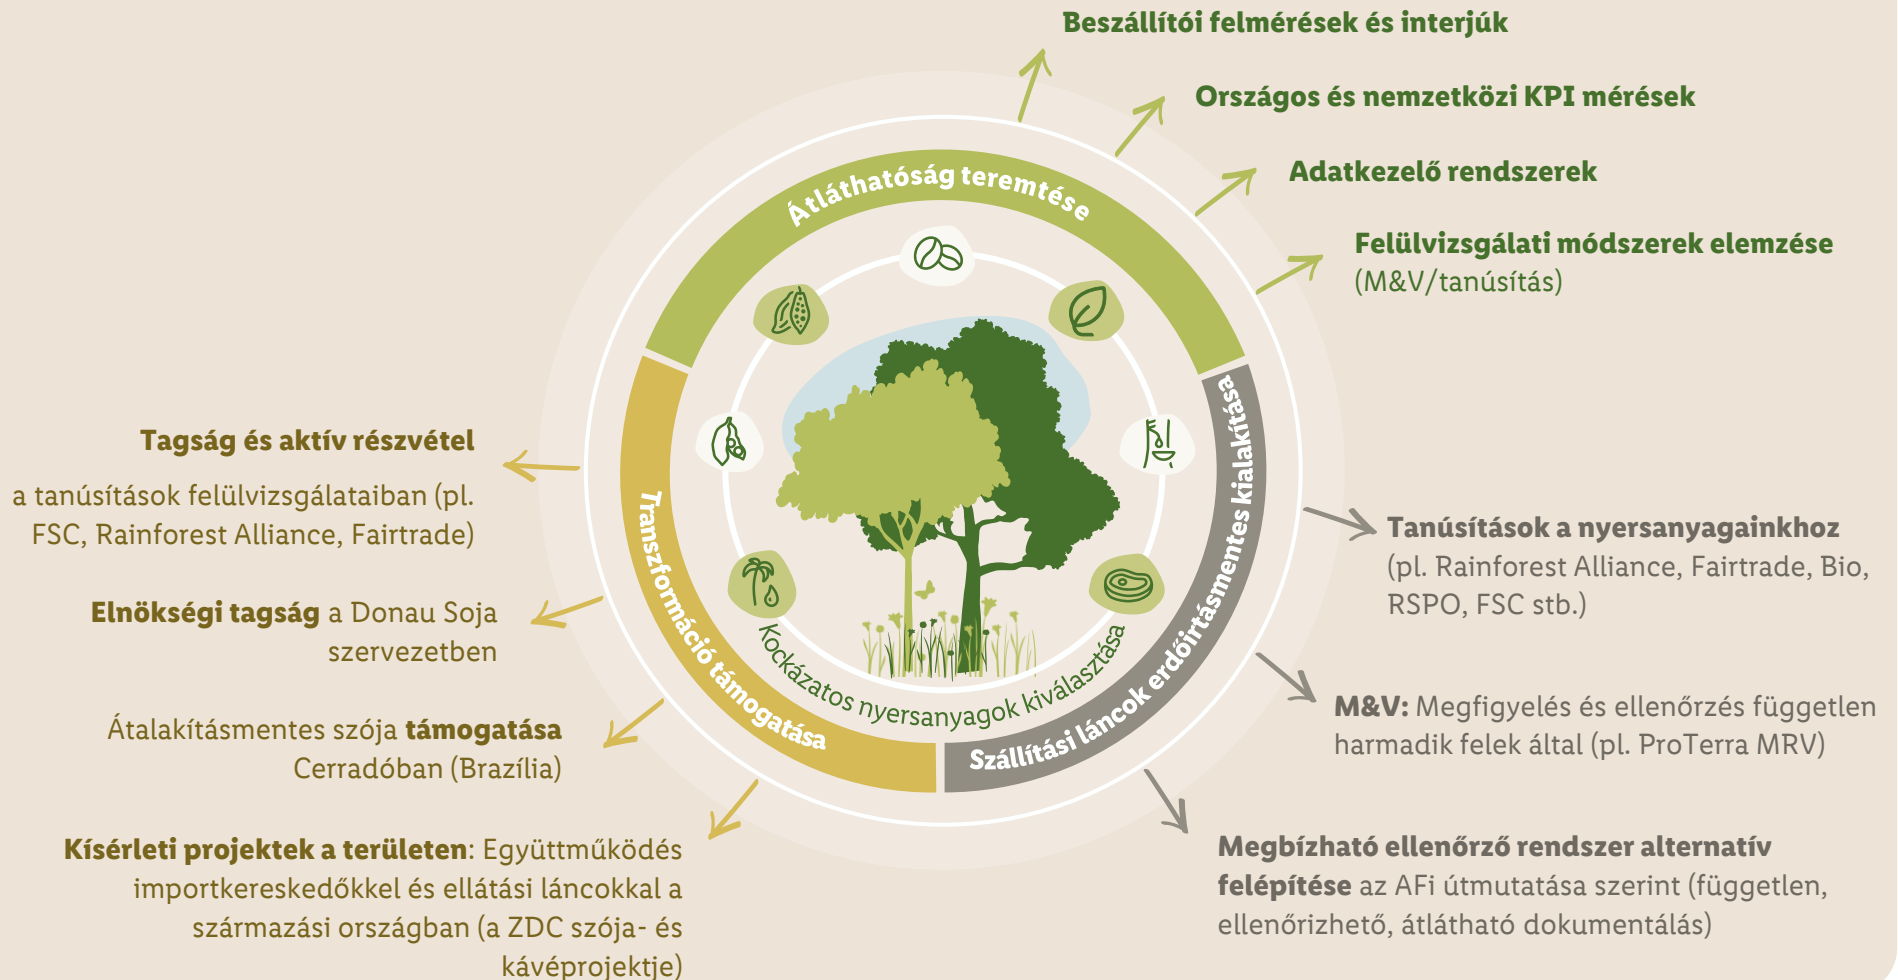 Beszállítói felmérések és interjúk
Országos és nemzetközi KPI mérések
Adatkezelő rendszerek
Felülvizsgálati módszerek elemzése
(M&V/tanúsítás)
Átláthatóság teremtése
Szállítási láncok erdőirtásmentes kialakítása
Transzformáció támogatása
Kockázatos nyersanyagok kiválasztása
Tagság és aktív részvétel
a tanúsítások felülvizsgálataiban (pl.
FSC, Rainforest Alliance, Fairtrade)
Elnökségi tagság a Donau Soja
szervezetben
Átalakításmentes szója támogatása
Cerradóban (Brazília)
Kísérleti projektek a területen: Együttműködés
importkereskedőkkel és ellátási láncokkal a
származási országban (a ZDC szója- és
kávéprojektje)
Tanúsítások a nyersanyagainkhoz
(pl. Rainforest Alliance, Fairtrade, Bio,
RSPO, FSC stb.)
M&V: Megfigyelés és ellenőrzés független
harmadik felek által (pl. ProTerra MRV)
Megbízható ellenőrző rendszer alternatív
felépítése az AFi útmutatása szerint (független,
ellenőrizhető, átlátható dokumentálás)